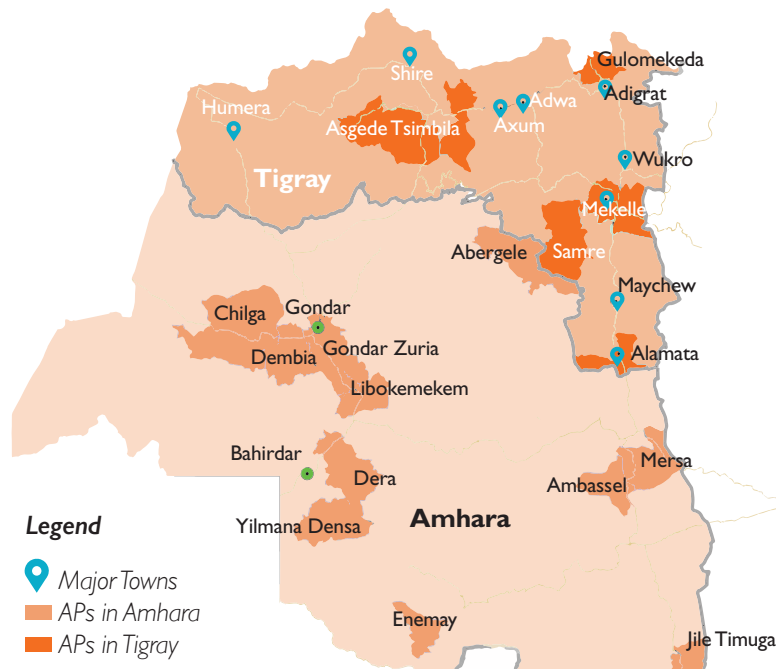 Gulomekeda
Shire
Adigrat
Humera
Adwa
Axum
Asgede Tsimbila
Wukro
Tigray
Mekelle
Abergele
Samre
Maychew
Chilga
Gondar
Gondar Zuria
Dembia
Alamata
Libokemekem
Bahirdar
Mersa
Dera
Ambassel
Amhara
Yilmana Densa
Legend
Major Towns
APs in Amhara
APs in Tigray
Enemay
Jile Timuga